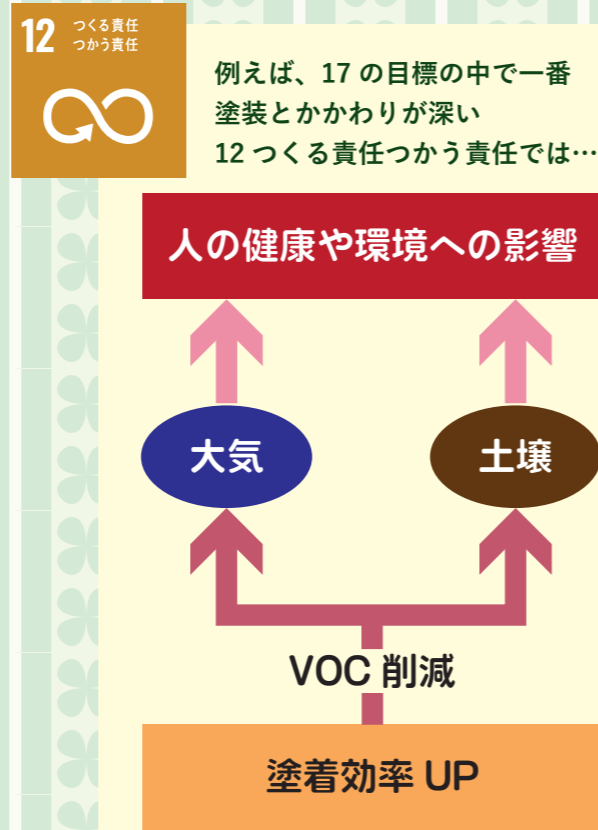 12
つくる責任
つかう責任
例えば、17 の目標の中で一番
塗装とかかわりが深い
12 つくる責任つかう責任では…
人の健康や環境への影響
大気
土壌
VOC 削減
塗着効率 UP